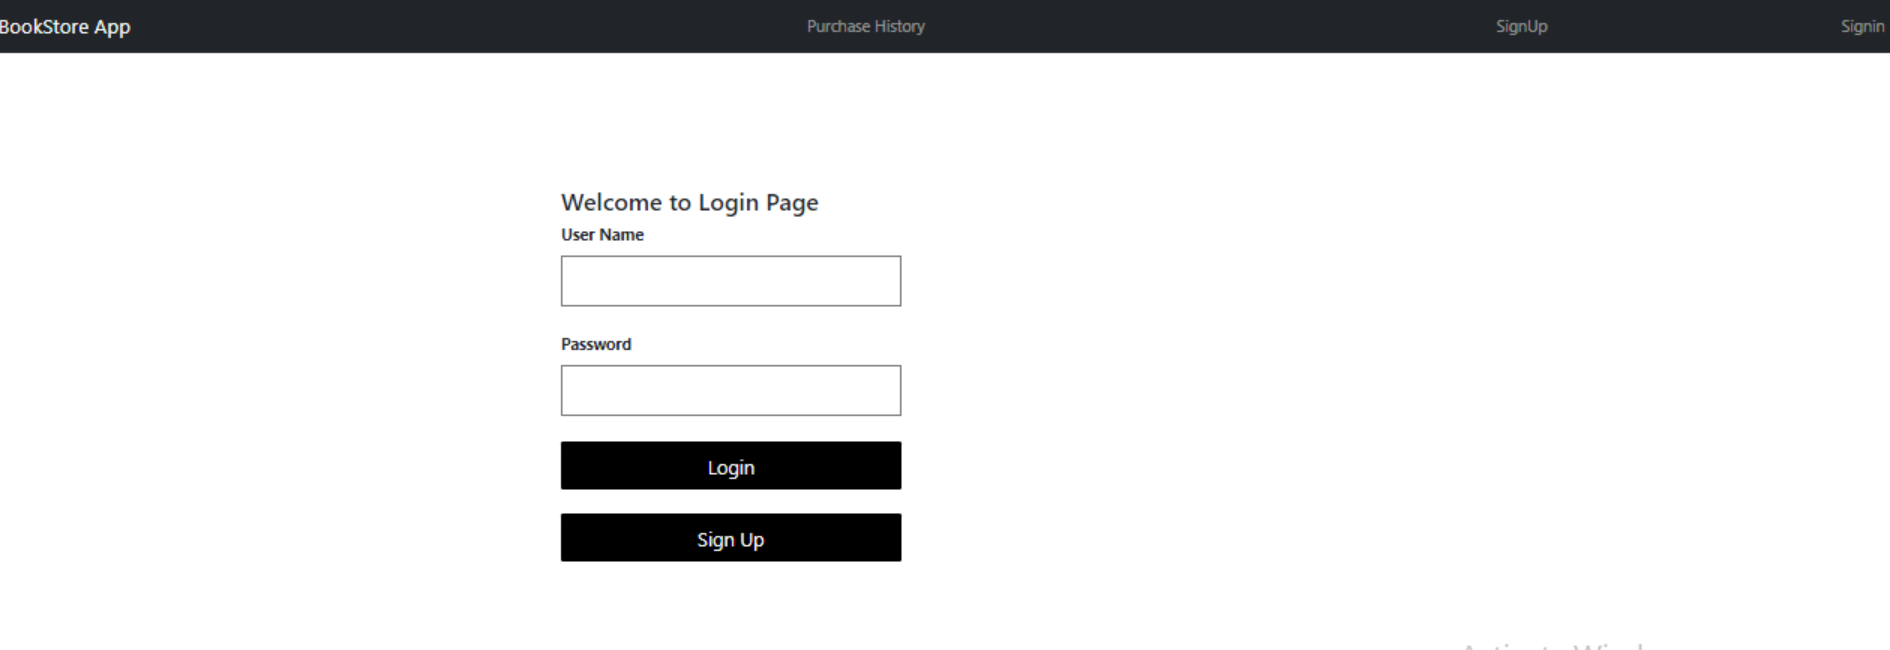 BookStore App Purchase History SignUp Signin
Welcome to Login Page
User Name
Password
Login
Sign Up